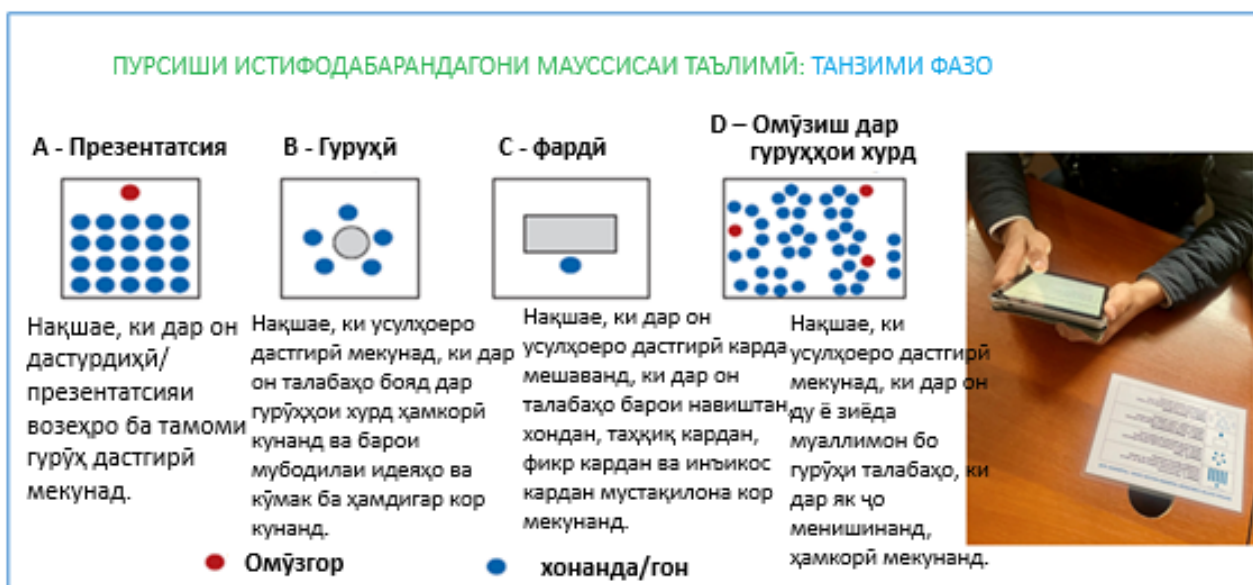 ПУРСИШИ ИСТИФОДАБАРАНДАГОНИ МАУССИСАИ ТАЪЛИМӢ: ТАНЗИМИ ФАЗО
A - Презентатсия
Нақшае, ки дар он
дастурдиҳӣ/
презентатсияи
возеҳро ба тамоми
гурӯҳ дастгирӣ
мекунад.
B - Гуруҳӣ
Нақшае, ки усулҳоеро
дастгирӣ мекунад, ки дар
он талабаҳо бояд дар
гурӯҳҳои хурд ҳамкорӣ
кунанд ва барои
мубодилаи идеяҳо ва
кӯмак ба ҳамдигар кор
кунанд.
C - фардӣ
Нақшае, ки дар он
усулҳоеро дастгирӣ карда
мешаванд, ки дар он
талабаҳо барои навиштан,
хондан, таҳқиқ кардан,
фикр кардан ва инъикос
кардан мустақилона кор
мекунанд.
D – Омӯзиш дар
гуруҳҳои хурд
Нақшае, ки
усулҳоеро дастгирӣ
мекунад, ки дар он
ду ё зиёда
муаллимон бо
гурӯҳи талабаҳо, ки
дар як ҷо
менишинанд,
ҳамкорӣ мекунанд.
Омӯзгор
хонанда/гон